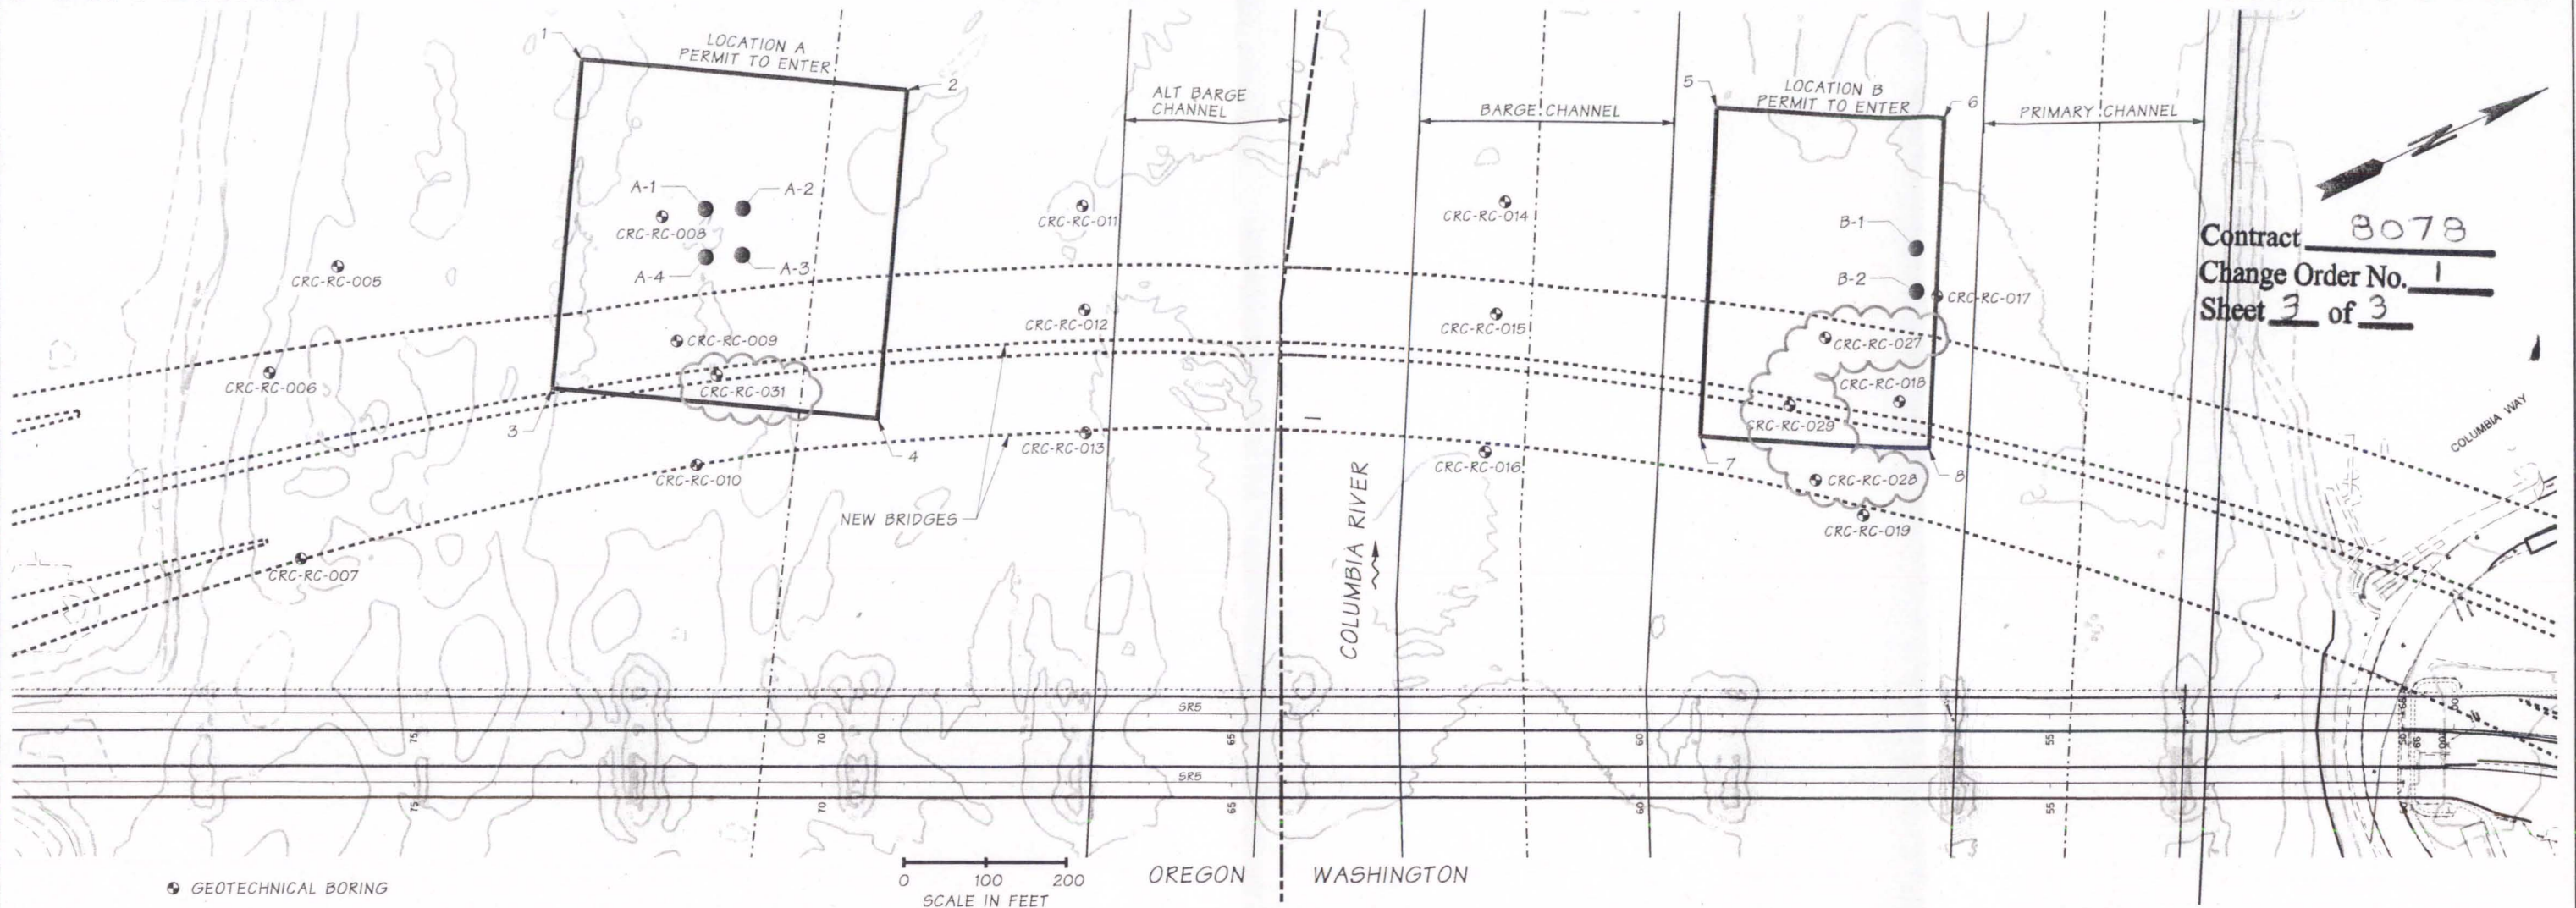 1
LOCATION A
PERMIT TO ENTER
2
ALT BARGE
CHANNEL
BARGE CHANNEL
5
LOCATION B
PERMIT TO ENTER
6
PRIMARY CHANNEL
N
Contract 8078
Change Order No. 1
Sheet 3 of 3
A-1
A-2
CRC-RC-008
A-4
A-3
CRC-RC-005
CRC-RC-011
CRC-RC-014
B-1
B-2
CRC-RC-017
CRC-RC-012
CRC-RC-015
CRC-RC-009
CRC-RC-027
CRC-RC-006
CRC-RC-031
CRC-RC-018
CRC-RC-029
COLUMBIA WAY
3
4
CRC-RC-013
CRC-RC-016
7
8
CRC-RC-010
CRC-RC-028
NEW BRIDGES
CRC-RC-019
CRC-RC-007
COLUMBIA RIVER
SR5
75
70
65
60
55
SR5
75
70
65
60
55
GEOTECHNICAL BORING
0 100 200
SCALE IN FEET
OREGON
WASHINGTON